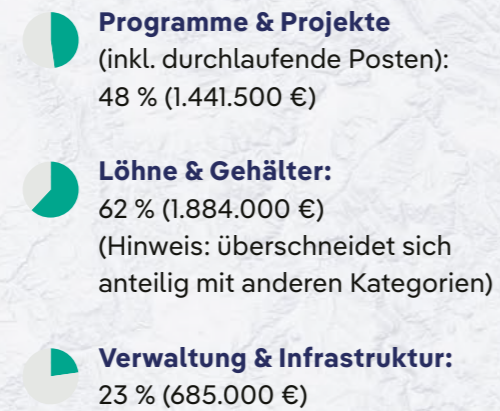 Programme & Projekte
(inkl. durchlaufende Posten):
48 % (1.441.500 €)
Löhne & Gehälter:
62 % (1.884.000 €)
(Hinweis: überschneidet sich
anteilig mit anderen Kategorien)
Verwaltung & Infrastruktur:
23 % (685.000 €)